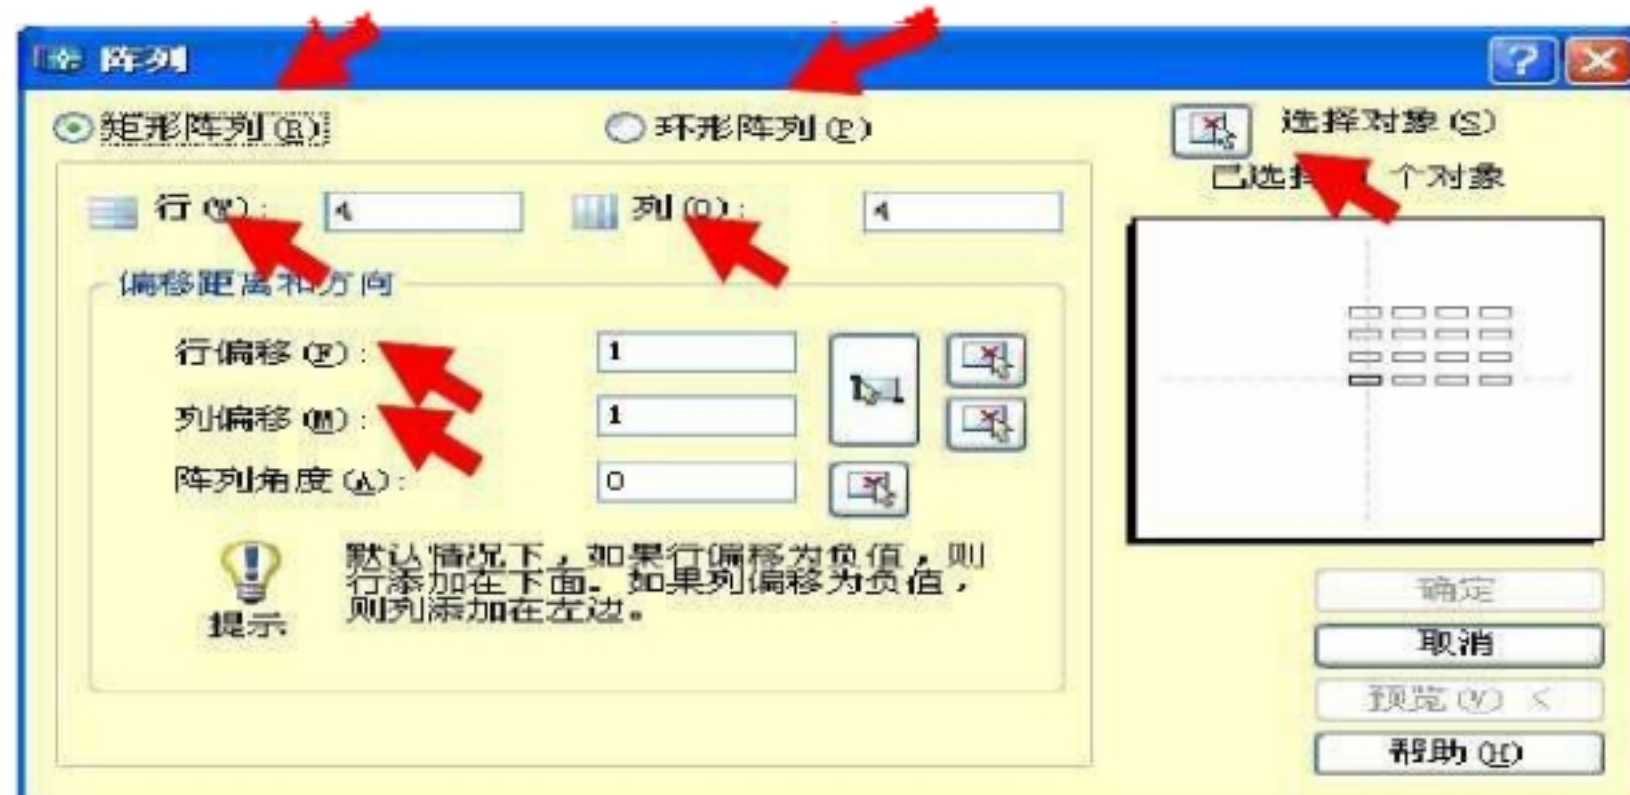 阵列
矩形阵列(R)
环形阵列(P)
选择对象(S)
已选择 个对象
行(W):
4
列(O):
4
偏移距离和方向
行偏移(F):
1
列偏移(M):
1
阵列角度(A):
0
提示
默认情况下,如果行偏移为负值,则
行添加在下面。如果列偏移为负值,
则列添加在左边。
确定
取消
预览(V) <
帮助(H)